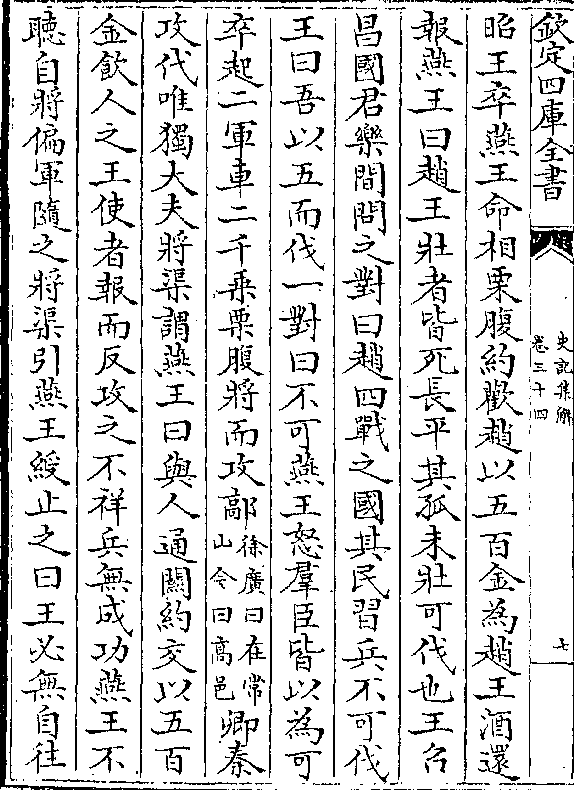 欽定四庫全書
史記集解
卷三十四
七
昭王卒燕王命相栗腹約歡趙以五百金為趙王酒還
報燕王曰趙王壯者皆死長平其孤未壯可伐也王召
昌國君樂間問之對曰趙四戰之國其民習兵不可伐
王曰吾以五而伐一對曰不可燕王怒羣臣皆以為可
卒起二軍車二千乘栗腹將而攻鄗徐廣曰在常山今曰高邑卿秦
攻代唯獨大夫將渠謂燕王曰與人通關約交以五百
金飲人之王使者報而反攻之不祥兵無成功燕王不
聽自將偏軍隨之將渠引燕王綬止之曰王必無自往